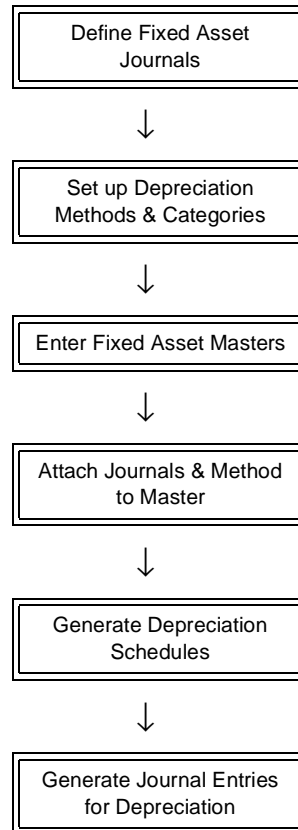 Define Fixed Asset
Journals
Set up Depreciation
Methods & Categories
Enter Fixed Asset Masters
Attach Journals & Method
to Master
Generate Depreciation
Schedules
Generate Journal Entries
for Depreciation